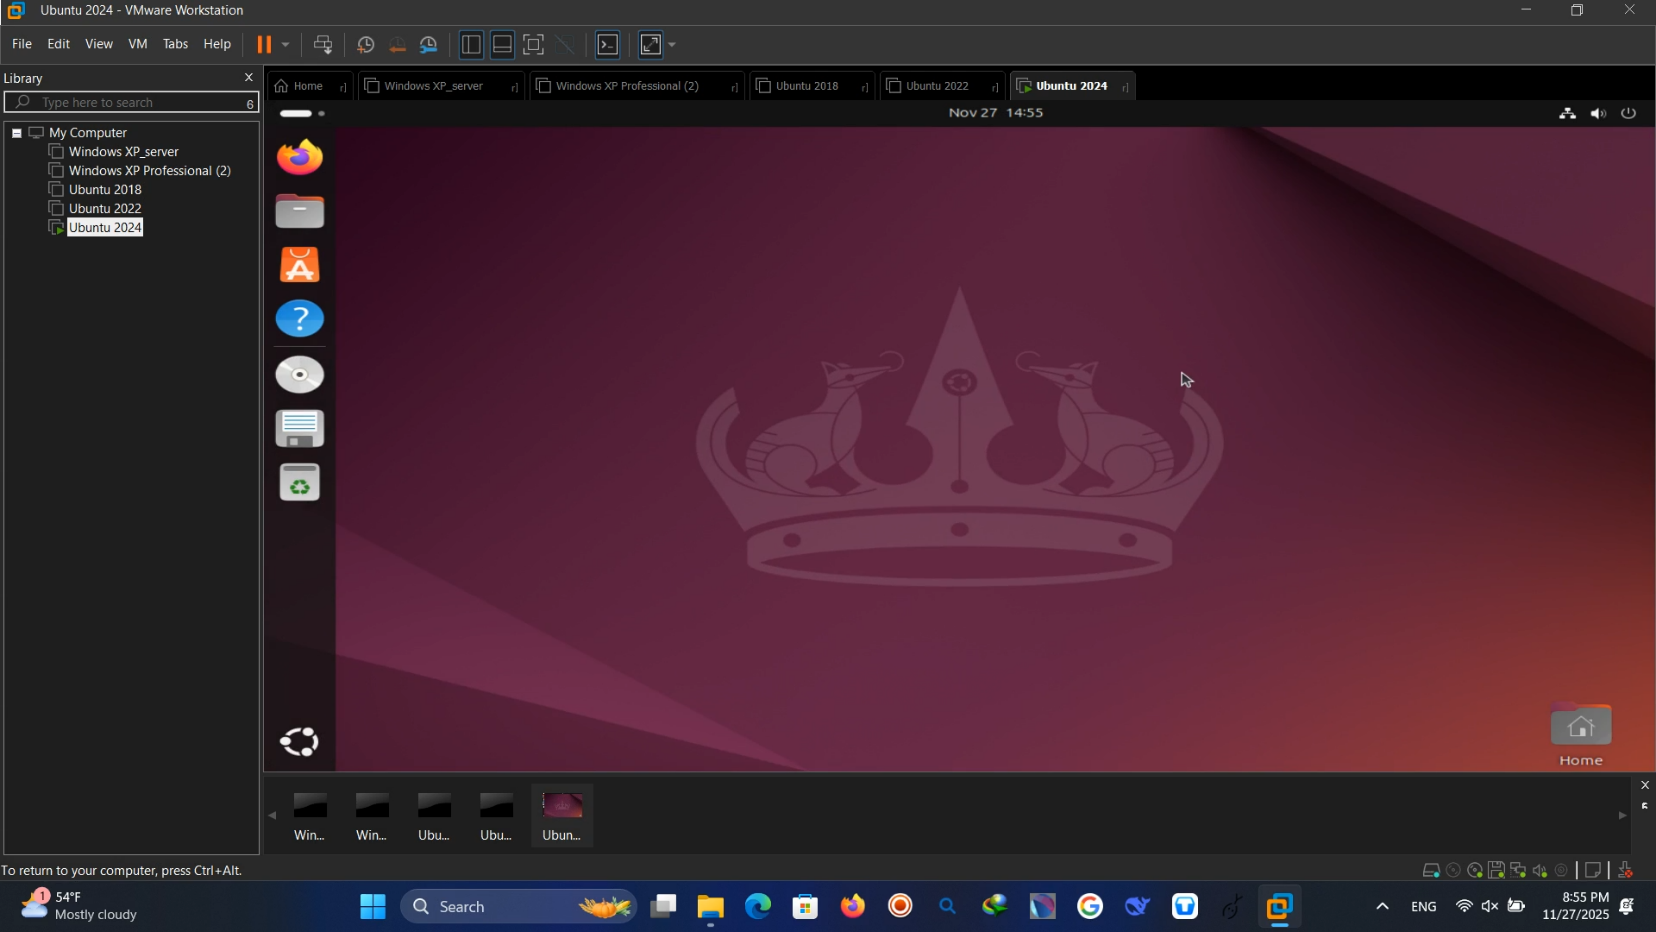 Ubuntu 2024 - VMware Workstation
File Edit View VM Tabs Help
Library
Type here to search
My Computer
Windows XP_server
Windows XP Professional (2)
Ubuntu 2018
Ubuntu 2022
Ubuntu 2024
Home
Windows XP_server
Windows XP Professional (2)
Ubuntu 2018
Ubuntu 2022
Ubuntu 2024
Nov 27 14:55
Home
Win...
Win...
Ubu...
Ubu...
Ubun...
To return to your computer, press Ctrl+Alt.
1
54°F
Mostly cloudy
Search
ENG
8:55 PM
11/27/2025